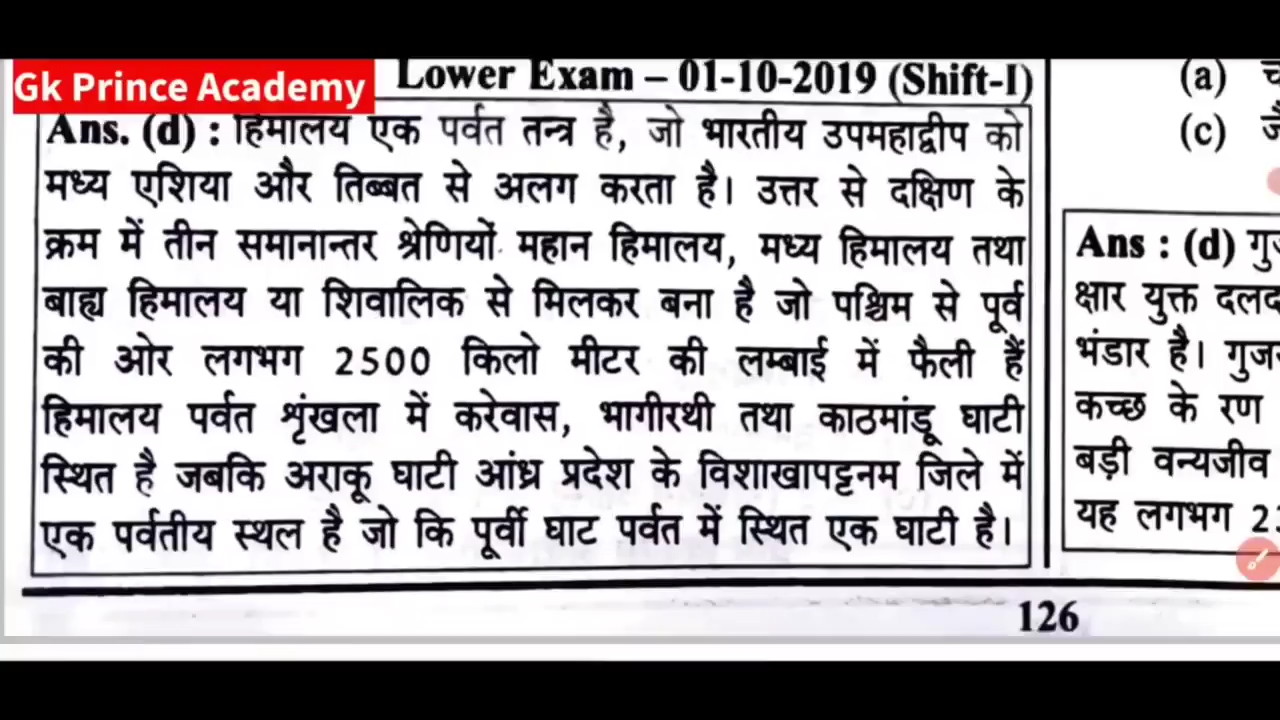 Gk Prince Academy
Lower Exam – 01-10-2019 (Shift-I)
Ans. (d) : हिमालय एक पर्वत तन्त्र है, जो भारतीय उपमहाद्वीप को
मध्य एशिया और तिब्बत से अलग करता है। उत्तर से दक्षिण के
क्रम में तीन समानान्तर श्रेणियों महान हिमालय, मध्य हिमालय तथा
बाह्य हिमालय या शिवालिक से मिलकर बना है जो पश्चिम से पूर्व
की ओर लगभग 2500 किलो मीटर की लम्बाई में फैली हैं
हिमालय पर्वत शृंखला में करेवास, भागीरथी तथा काठमांडू घाटी
स्थित है जबकि अराकू घाटी आंध्र प्रदेश के विशाखापट्टनम जिले में
एक पर्वतीय स्थल है जो कि पूर्वी घाट पर्वत में स्थित एक घाटी है।
(a)
(c)
Ans : (d)
क्षार युक्त
भंडार है।
कच्छ के रण
बड़ी वन्यजीव
यह लगभग
126